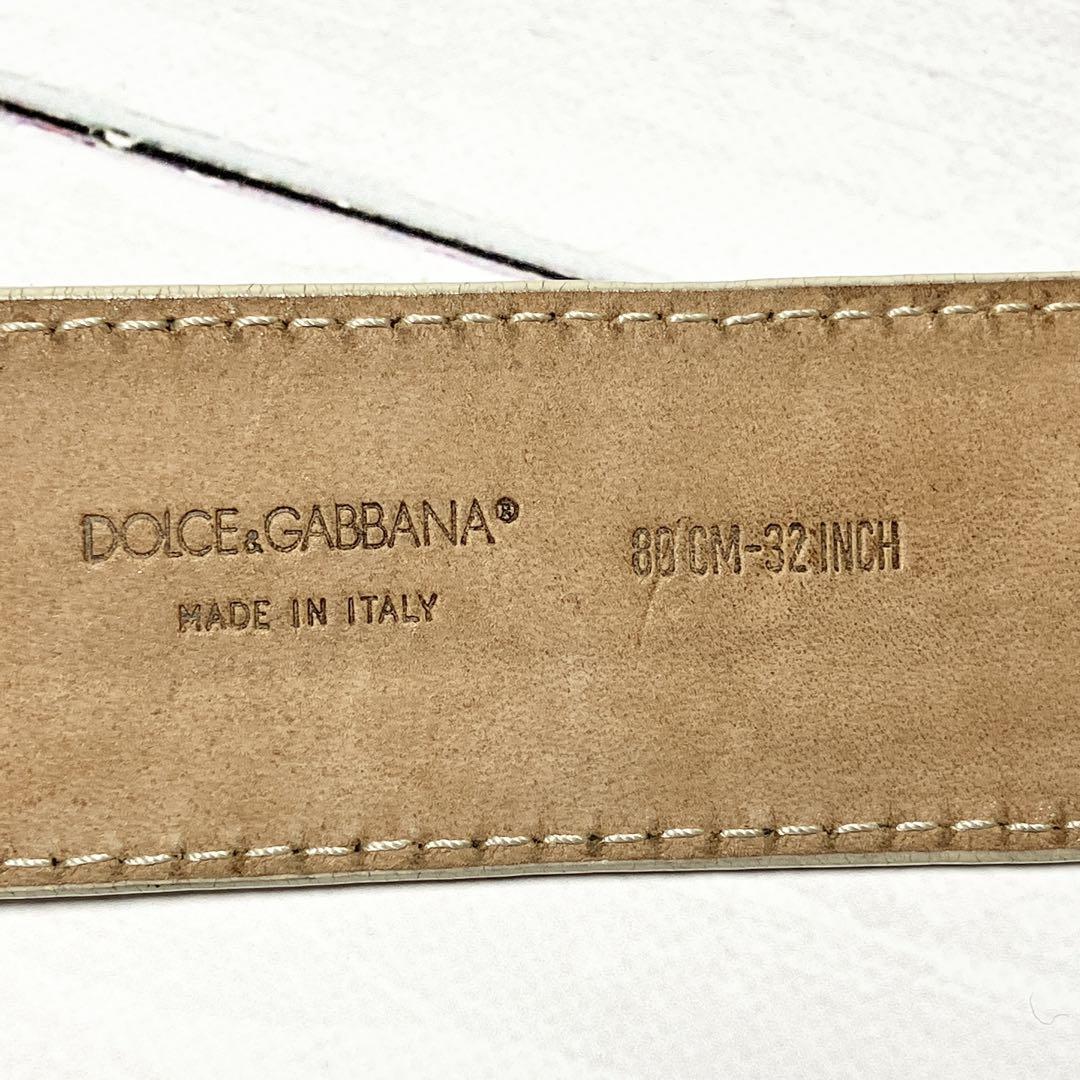 DOLCE&GABBANA®
MADE IN ITALY
80 CM-32 INCH